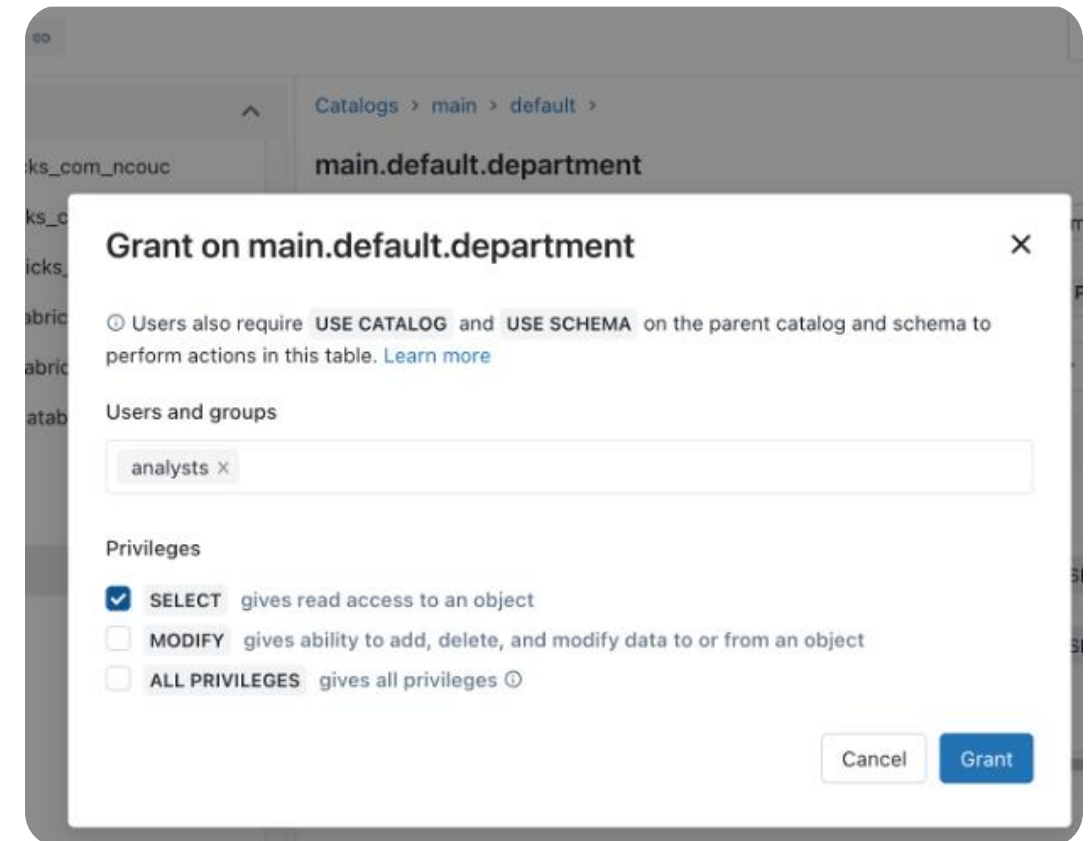 Catalogs > main > default >
cks_com_ncouc
main.default.department
Grant on main.default.department
Users also require USE CATALOG and USE SCHEMA on the parent catalog and schema to
perform actions in this table. Learn more
Users and groups
analysts ×
Privileges
SELECT gives read access to an object
MODIFY gives ability to add, delete, and modify data to or from an object
ALL PRIVILEGES gives all privileges
Cancel Grant